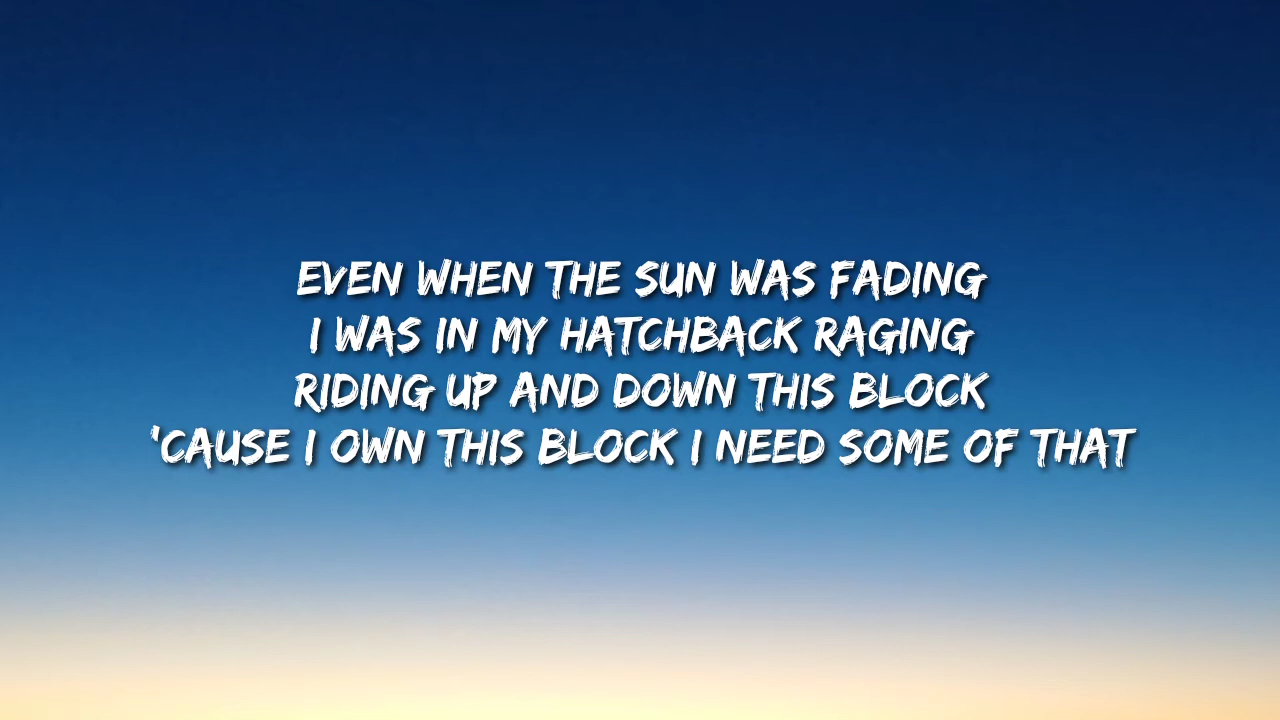 EVEN WHEN THE SUN WAS FADING
I WAS IN MY HATCHBACK RAGING
RIDING UP AND DOWN THIS BLOCK
'CAUSE I OWN THIS BLOCK I NEED SOME OF THAT